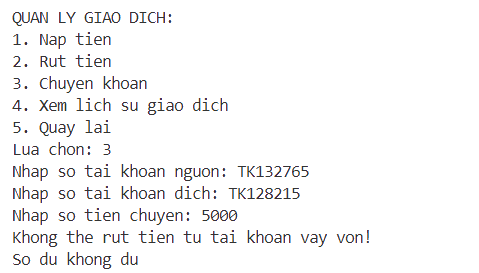 QUAN LY GIAO DICH:
1. Nap tien
2. Rut tien
3. Chuyen khoan
4. Xem lich su giao dich
5. Quay lai
Lua chon: 3
Nhap so tai khoan nguon: TK132765
Nhap so tai khoan dich: TK128215
Nhap so tien chuyen: 5000
Khong the rut tien tu tai khoan vay von!
So du khong du